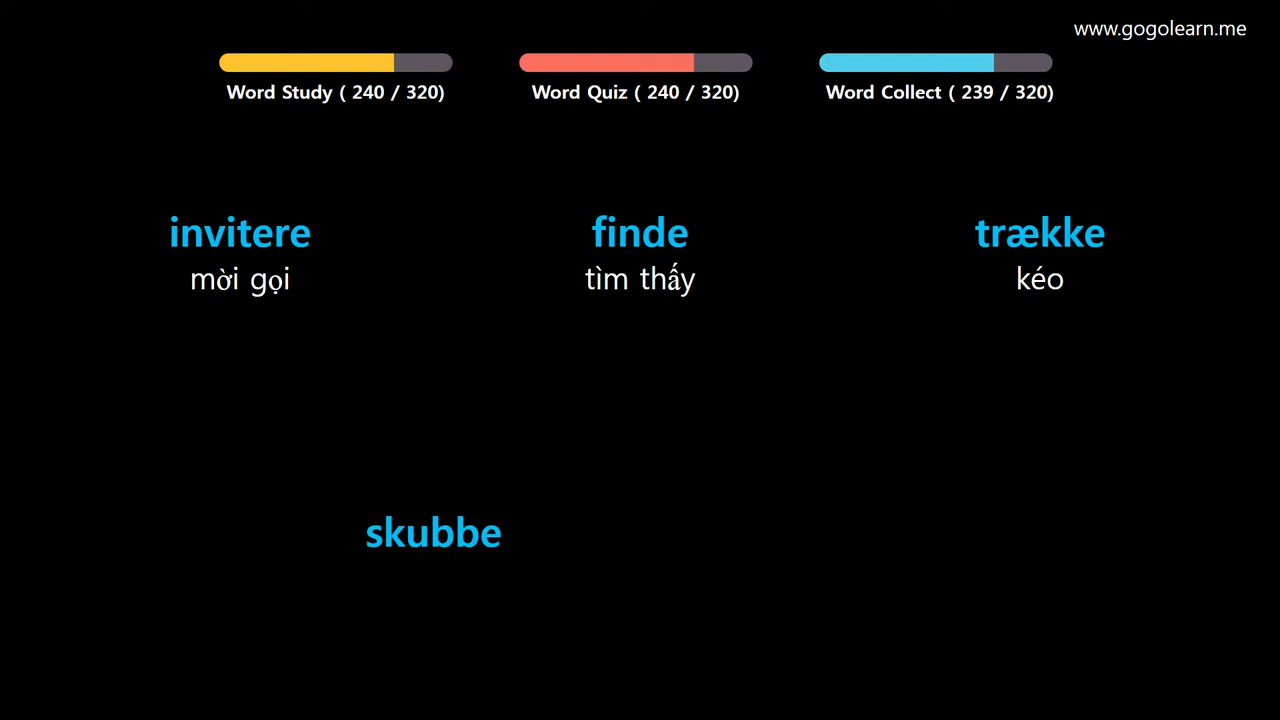 www.gogolearn.me
Word Study ( 240 / 320)
Word Quiz ( 240 / 320)
Word Collect ( 239 / 320)
invitere
mời gọi
finde
tìm thấy
trække
kéo
skubbe